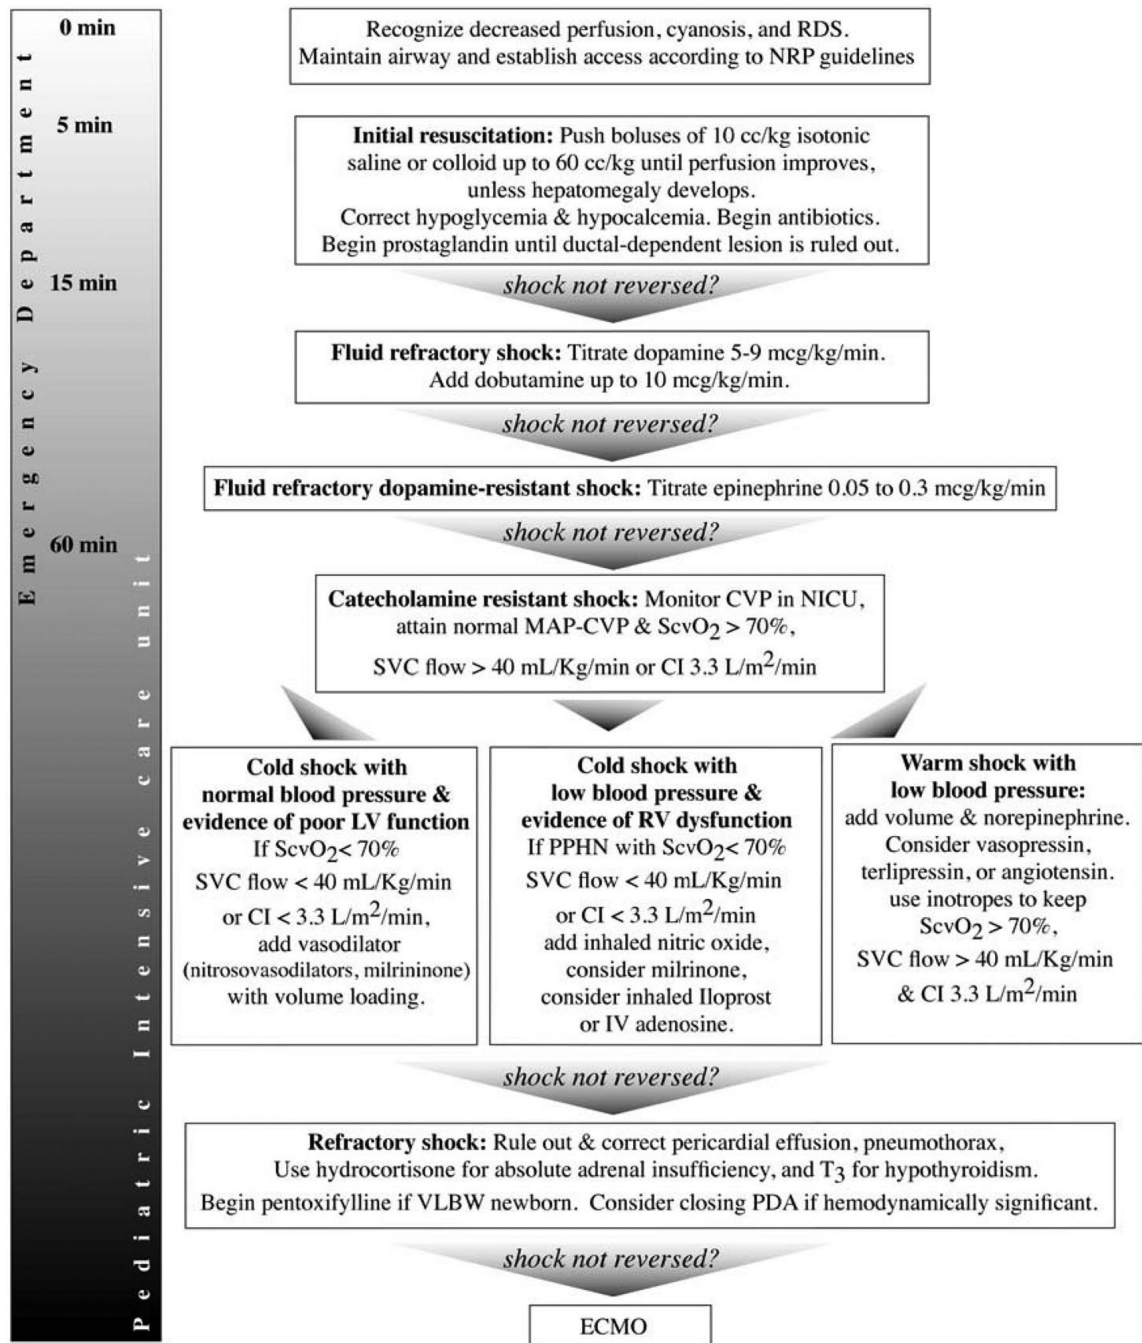 0 min
Recognize decreased perfusion, cyanosis, and RDS.
Maintain airway and establish access according to NRP guidelines
5 min
Initial resuscitation: Push boluses of 10 cc/kg isotonic
saline or colloid up to 60 cc/kg until perfusion improves,
unless hepatomegaly develops.
Correct hypoglycemia & hypocalcemia. Begin antibiotics.
Begin prostaglandin until ductal-dependent lesion is ruled out.
15 min
shock not reversed?
Fluid refractory shock: Titrate dopamine 5-9 mcg/kg/min.
Add dobutamine up to 10 mcg/kg/min.
shock not reversed?
Fluid refractory dopamine-resistant shock: Titrate epinephrine 0.05 to 0.3 mcg/kg/min
shock not reversed?
60 min
Emergency Department
Catecholamine resistant shock: Monitor CVP in NICU,
attain normal MAP-CVP & ScvO2 > 70%,
SVC flow > 40 mL/Kg/min or CI 3.3 L/m2/min
Cold shock with
normal blood pressure &
evidence of poor LV function
If ScvO2< 70%
SVC flow < 40 mL/Kg/min
or CI < 3.3 L/m2/min,
add vasodilator
(nitrosovasodilators, milrininone)
with volume loading.
Cold shock with
low blood pressure &
evidence of RV dysfunction
If PPHN with ScvO2< 70%
SVC flow < 40 mL/Kg/min
or CI < 3.3 L/m2/min
add inhaled nitric oxide,
consider milrinone,
consider inhaled Iloprost
or IV adenosine.
Warm shock with
low blood pressure:
add volume & norepinephrine.
Consider vasopressin,
terlipressin, or angiotensin.
use inotropes to keep
ScvO2 > 70%,
SVC flow > 40 mL/Kg/min
& CI 3.3 L/m2/min
shock not reversed?
Refractory shock: Rule out & correct pericardial effusion, pneumothorax,
Use hydrocortisone for absolute adrenal insufficiency, and T3 for hypothyroidism.
Begin pentoxifylline if VLBW newborn. Consider closing PDA if hemodynamically significant.
shock not reversed?
ECMO
Pediatric Intensive care unit